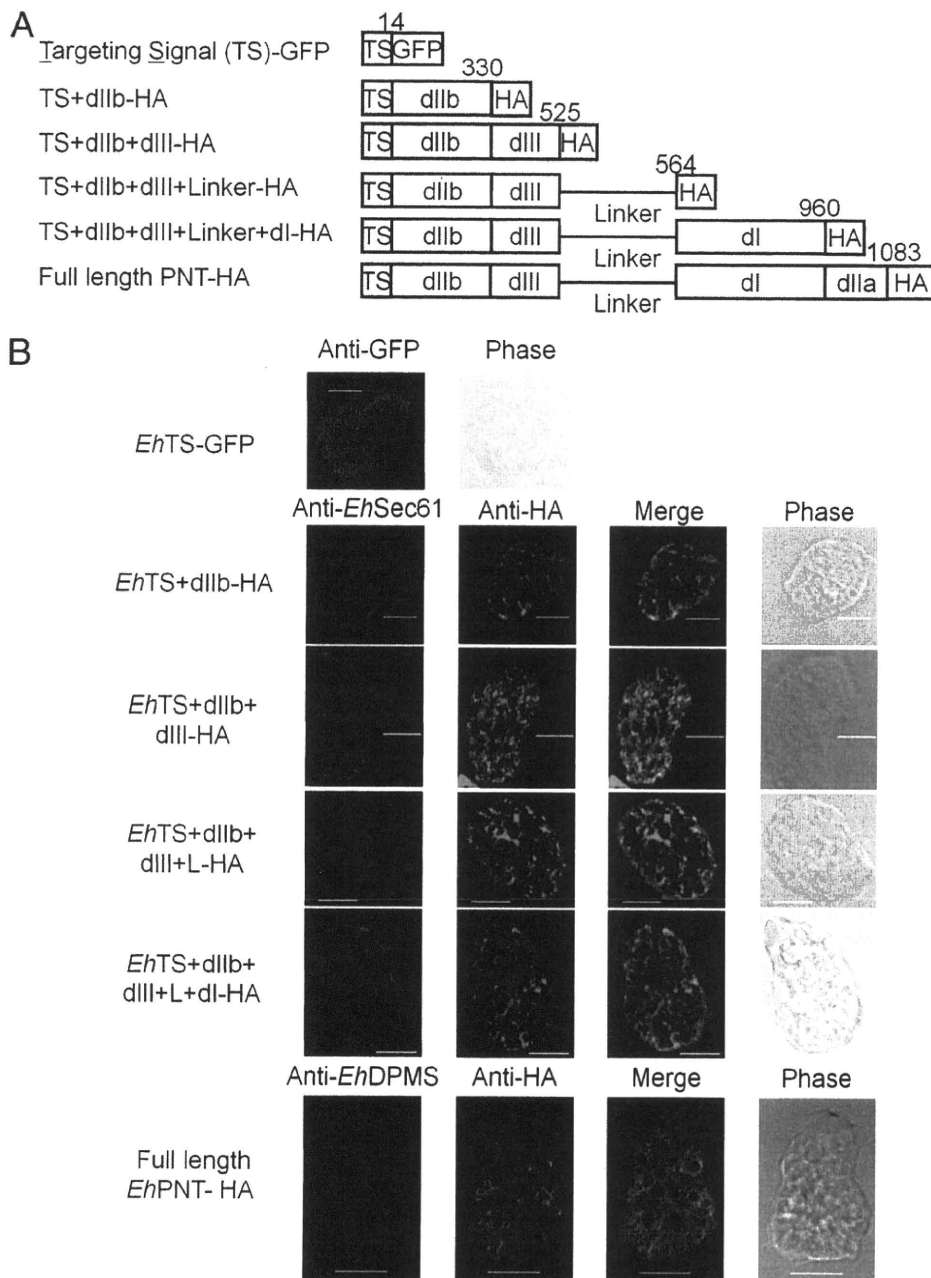 A
14
Targeting Signal (TS)-GFP
TS GFP
330
TS+dIIb-HA
TS dIIb HA
525
TS+dIIb+dIII-HA
TS dIIb dIII HA
564
TS+dIIb+dIII+Linker-HA
TS dIIb dIII HA
Linker
960
TS+dIIb+dIII+Linker+dI-HA
TS dIIb dIII dI HA
Linker
1083
Full length PNT-HA
TS dIIb dIII dI dIIa HA
Linker
B
Anti-GFP Phase
EhTS-GFP
Anti-EhSec61 Anti-HA Merge Phase
EhTS+dIIb-HA
EhTS+dIIb+
dIII-HA
EhTS+dIIb+
dIII+L-HA
EhTS+dIIb+
dIII+L+dI-HA
Anti-EhDPMS Anti-HA Merge Phase
Full length
EhPNT- HA